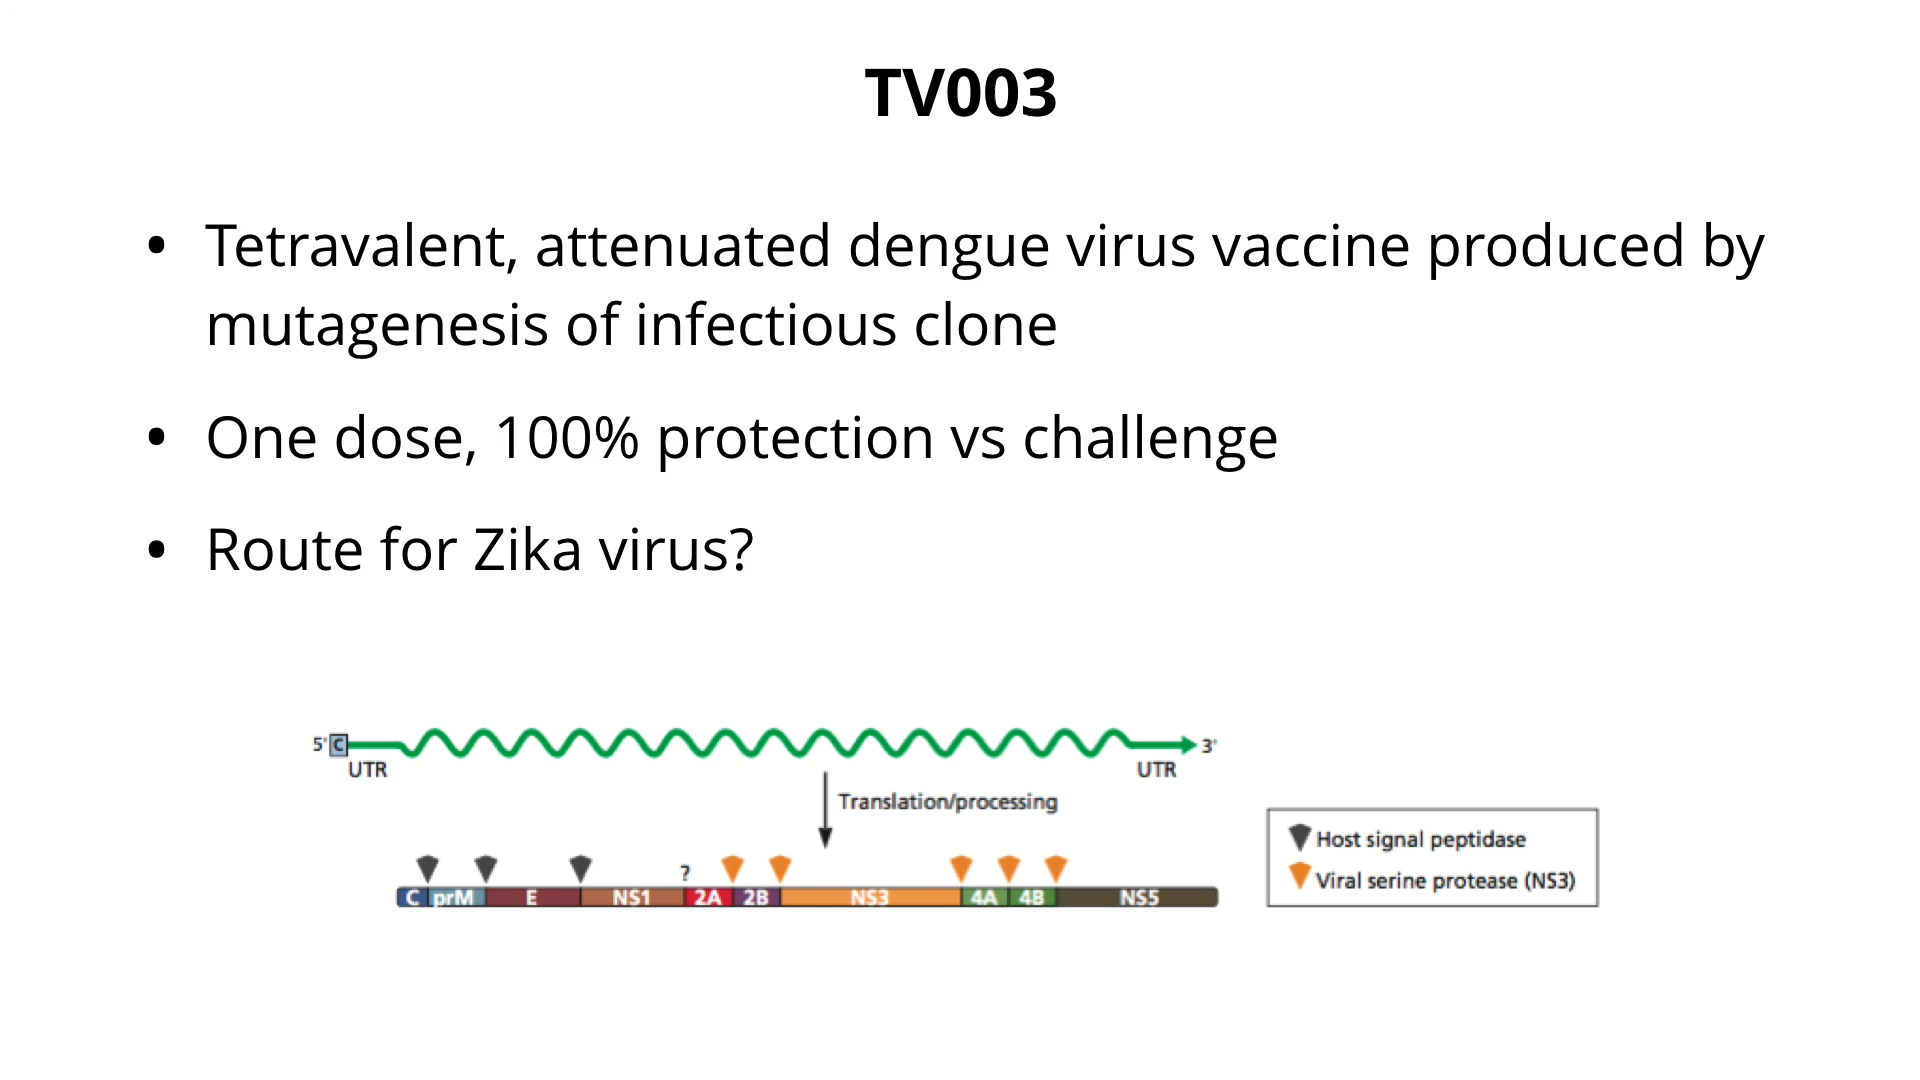 TV003
• Tetravalent, attenuated dengue virus vaccine produced by
mutagenesis of infectious clone
• One dose, 100% protection vs challenge
• Route for Zika virus?
5' C 3'
UTR UTR
Translation/processing
Host signal peptidase
?
Viral serine protease (NS3)
C prM E NS1 2A 2B NS3 4A 4B NS5